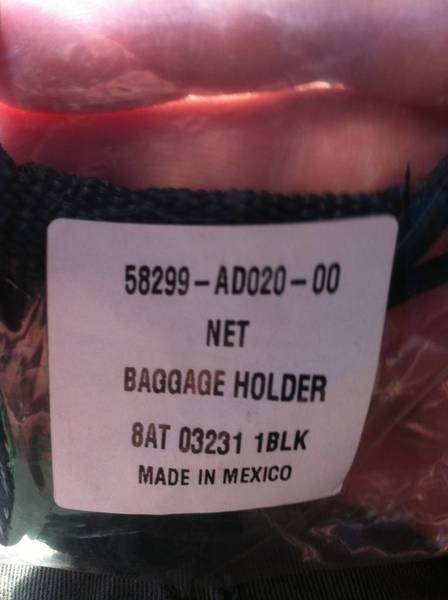 58299-AD020-00
NET
BAGGAGE HOLDER
8AT 03231 1BLK
MADE IN MEXICO